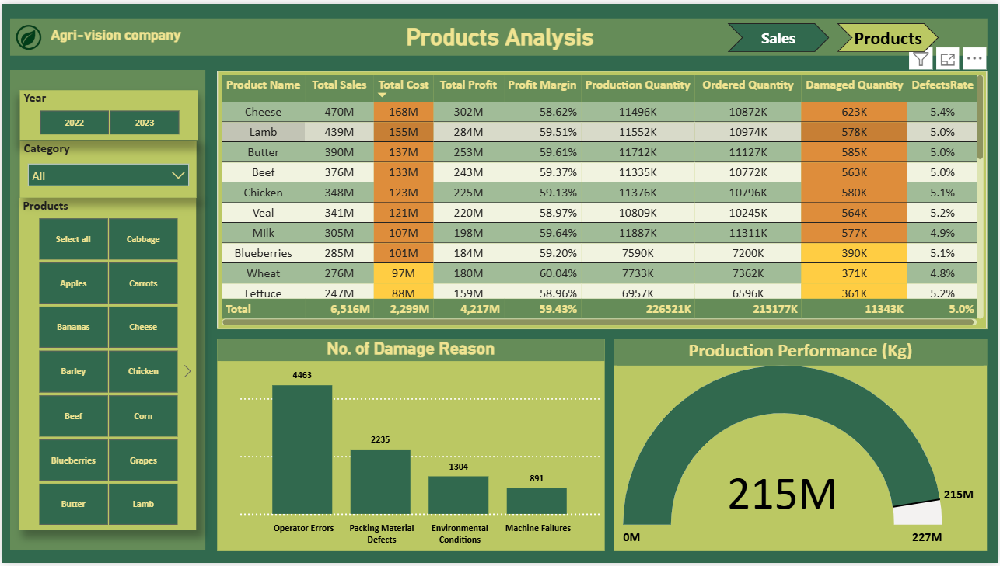 Agri-vision company
Products Analysis
Sales
Products
Year
2022 2023
Category
All
Products
Select all Cabbage
Apples Carrots
Bananas Cheese
Barley Chicken
Beef Corn
Blueberries Grapes
Butter Lamb
Product Name Total Sales Total Cost Total Profit Profit Margin Production Quantity Ordered Quantity Damaged Quantity DefectsRate
Cheese 470M 168M 302M 58.62% 11496K 10872K 623K 5.4%
Lamb 439M 155M 284M 59.51% 11552K 10974K 578K 5.0%
Butter 390M 137M 253M 59.61% 11712K 11127K 585K 5.0%
Beef 376M 133M 243M 59.37% 11335K 10772K 563K 5.0%
Chicken 348M 123M 225M 59.13% 11376K 10796K 580K 5.1%
Veal 341M 121M 220M 58.97% 10809K 10245K 564K 5.2%
Milk 305M 107M 198M 59.64% 11887K 11311K 577K 4.9%
Blueberries 285M 101M 184M 59.20% 7590K 7200K 390K 5.1%
Wheat 276M 97M 180M 60.04% 7733K 7362K 371K 4.8%
Lettuce 247M 88M 159M 58.96% 6957K 6596K 361K 5.2%
Total 6,516M 2,299M 4,217M 59.43% 226521K 215177K 11343K 5.0%
No. of Damage Reason
4463
2235
1304
891
Operator Errors
Packing Material
Defects
Environmental
Conditions
Machine Failures
Production Performance (Kg)
215M
215M
0M
227M